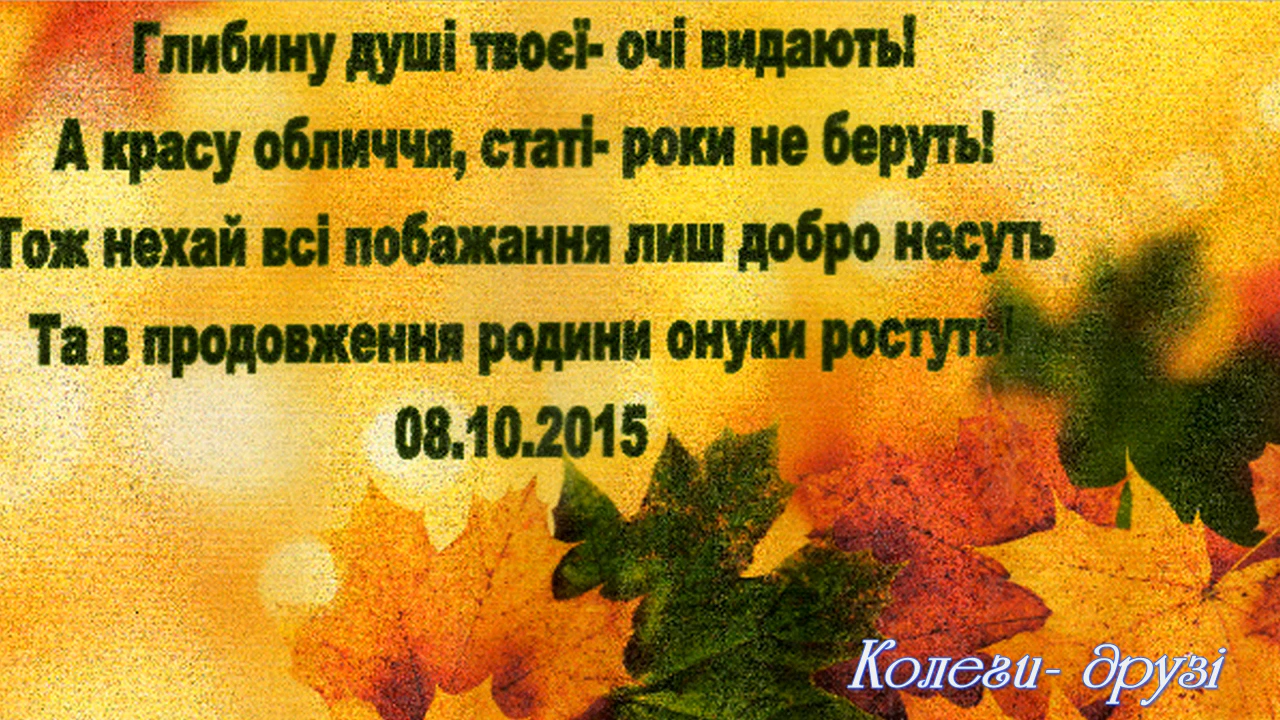 Глибину душі твоєї- очі видають!
А красу обличчя, статі- роки не беруть!
Тож нехай всі побажання лиш добро несуть
Та в продовження родини онуки ростуть!
08.10.2015
Колеги- друзі